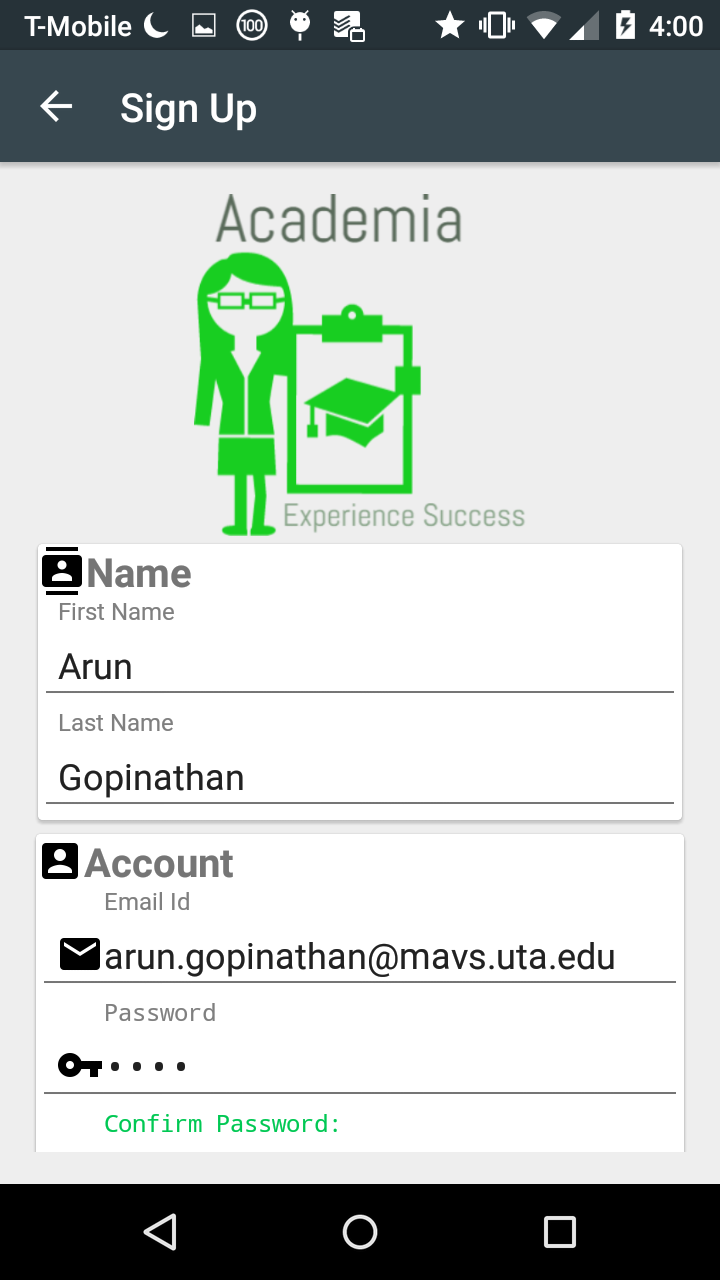 T-Mobile 100 4:00
Sign Up
Academia
Experience Success
Name
First Name
Arun
Last Name
Gopinathan
Account
Email Id
arun.gopinathan@mavs.uta.edu
Password
••••
Confirm Password: